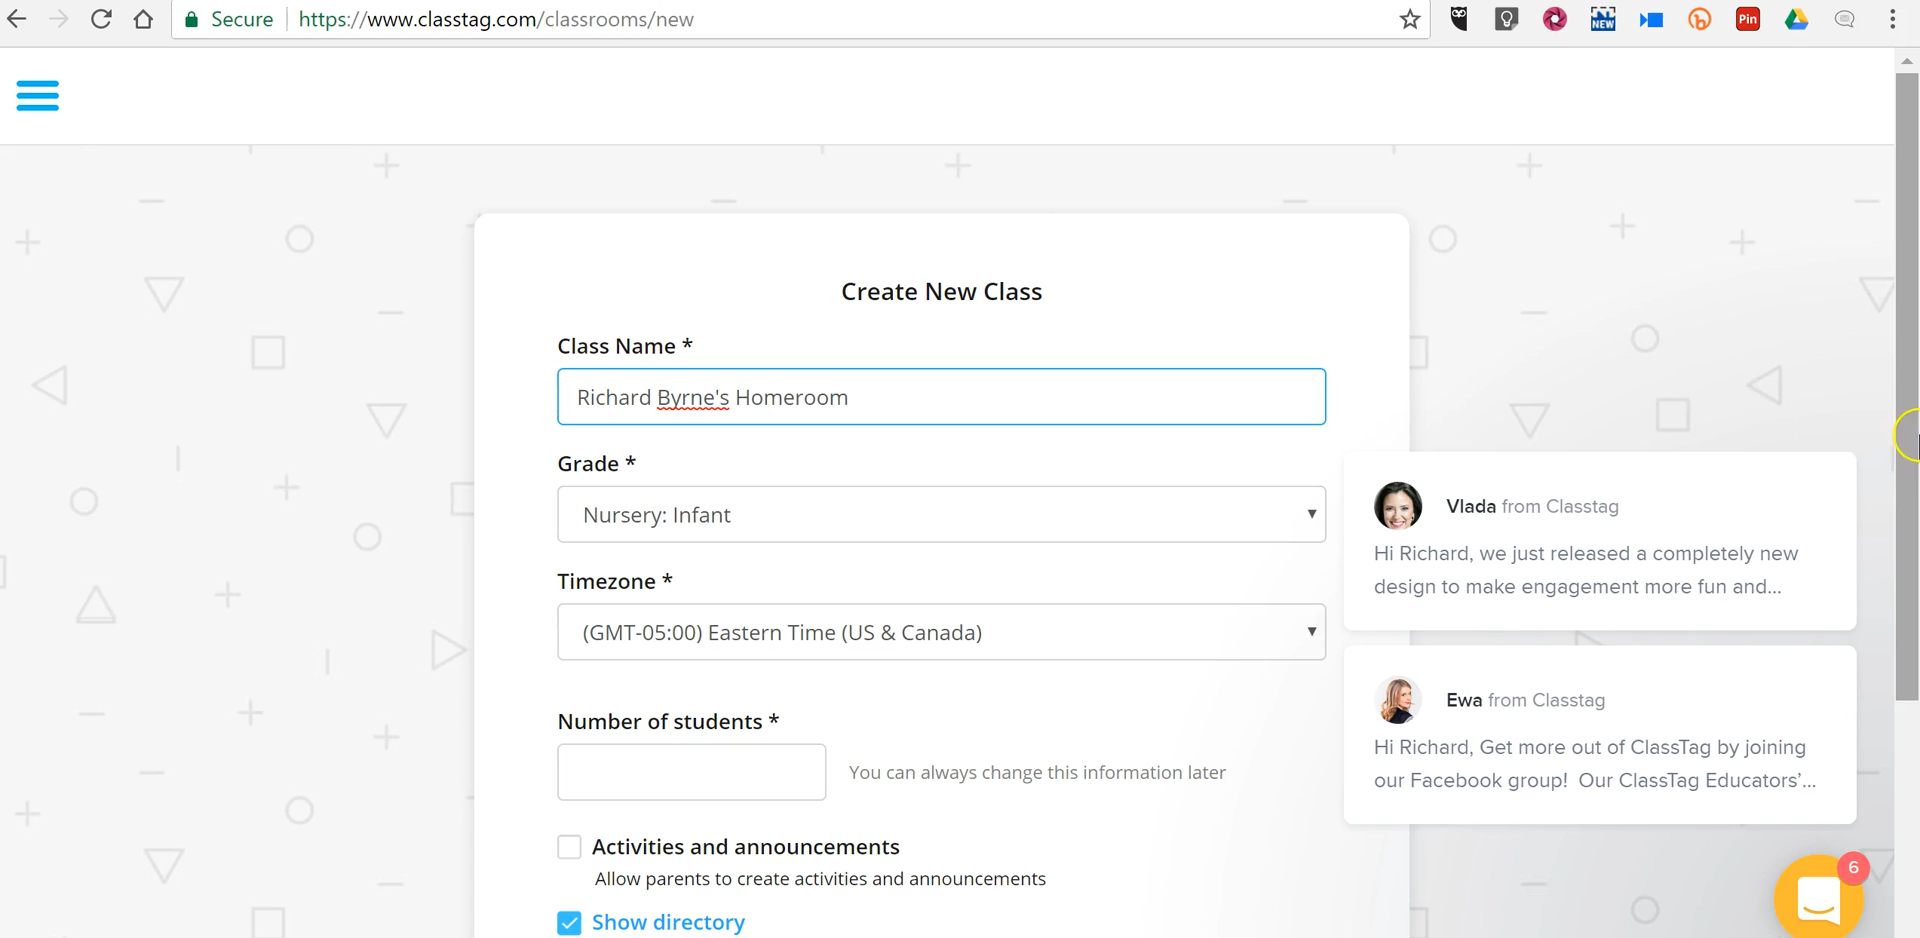 Secure https://www.classtag.com/classrooms/new
NEW
Pin
Create New Class
Class Name *
Richard Byrne's Homeroom
Grade *
Nursery: Infant
Timezone *
(GMT-05:00) Eastern Time (US & Canada)
Number of students *
You can always change this information later
Activities and announcements
Allow parents to create activities and announcements
Show directory
Vlada from Classtag
Hi Richard, we just released a completely new
design to make engagement more fun and...
Ewa from Classtag
Hi Richard, Get more out of ClassTag by joining
our Facebook group!  Our ClassTag Educators’...
6